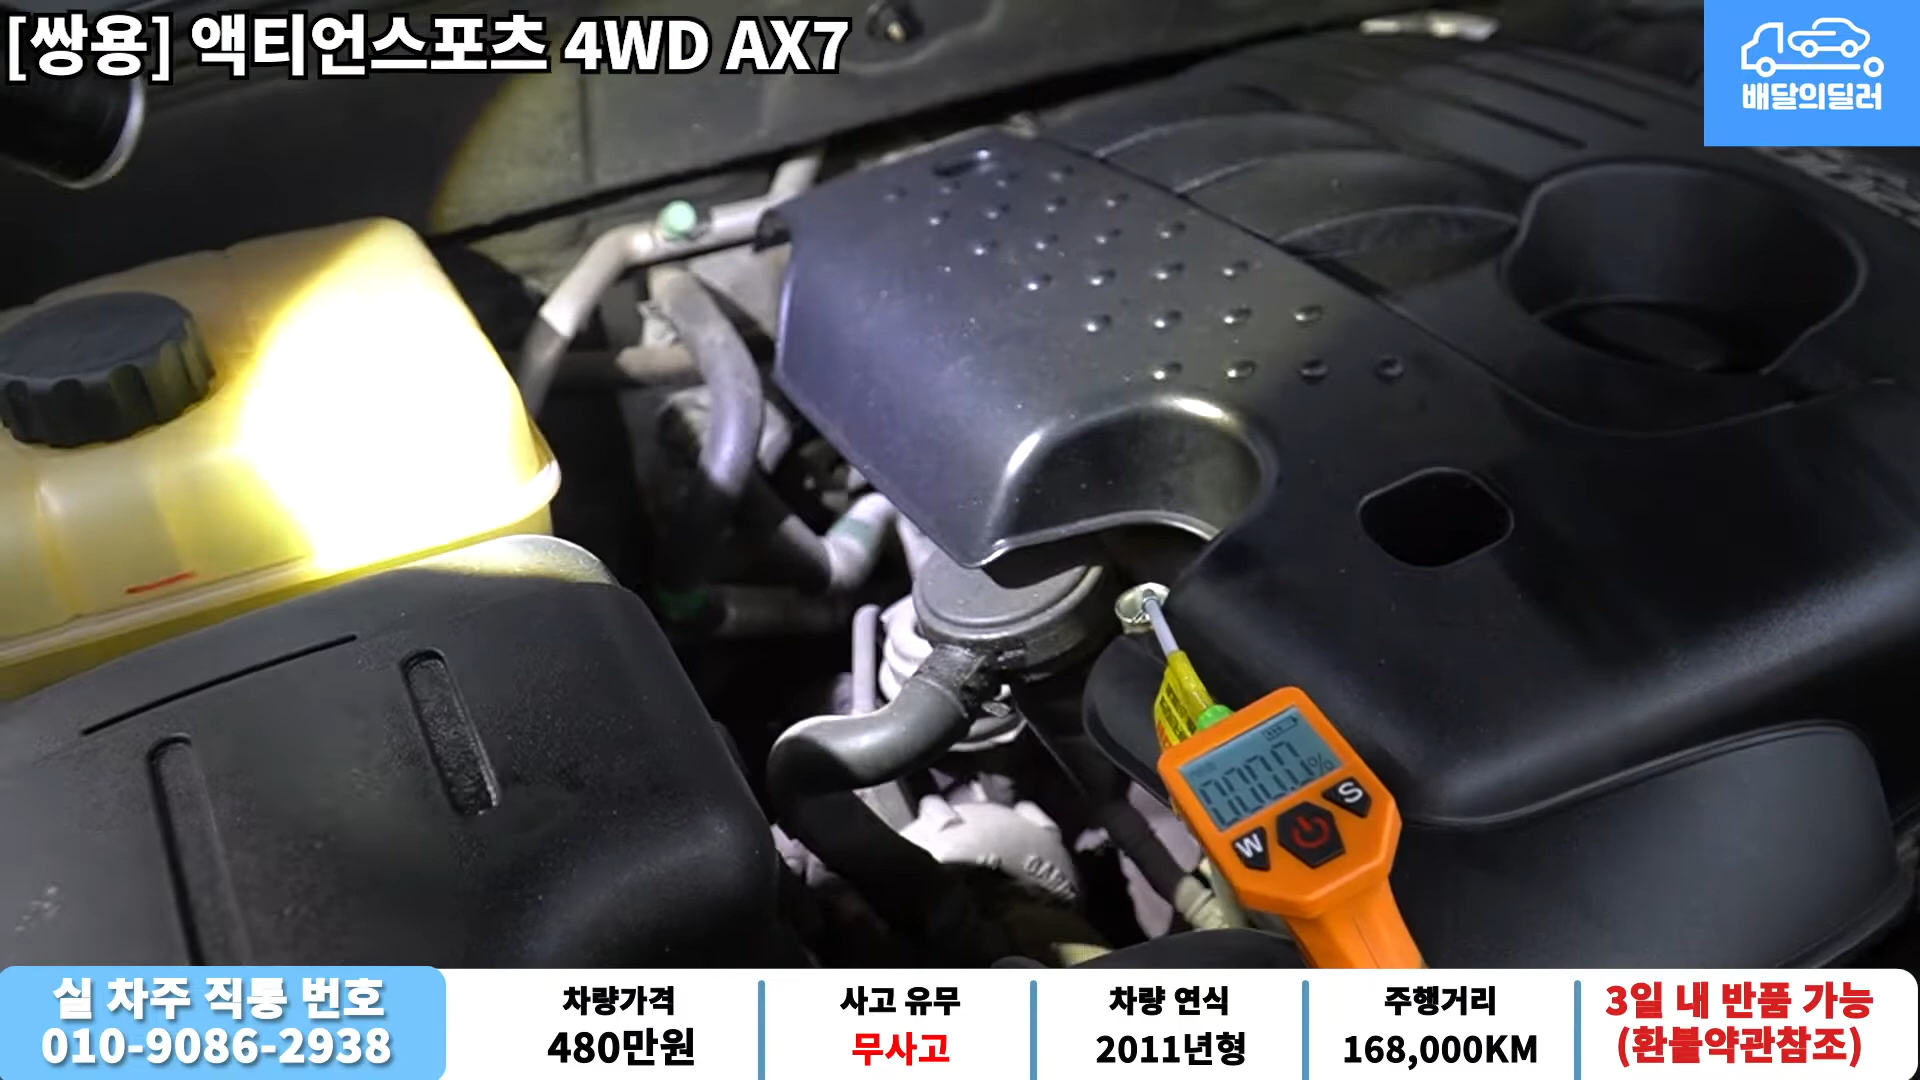 [쌍용] 액티언스포츠 4WD AX7
배달의딜러
000.0%
W
S
실 차주 직통 번호
010-9086-2938
차량가격
480만원
사고 유무
무사고
차량 연식
2011년형
주행거리
168,000KM
3일 내 반품 가능
(환불약관참조)